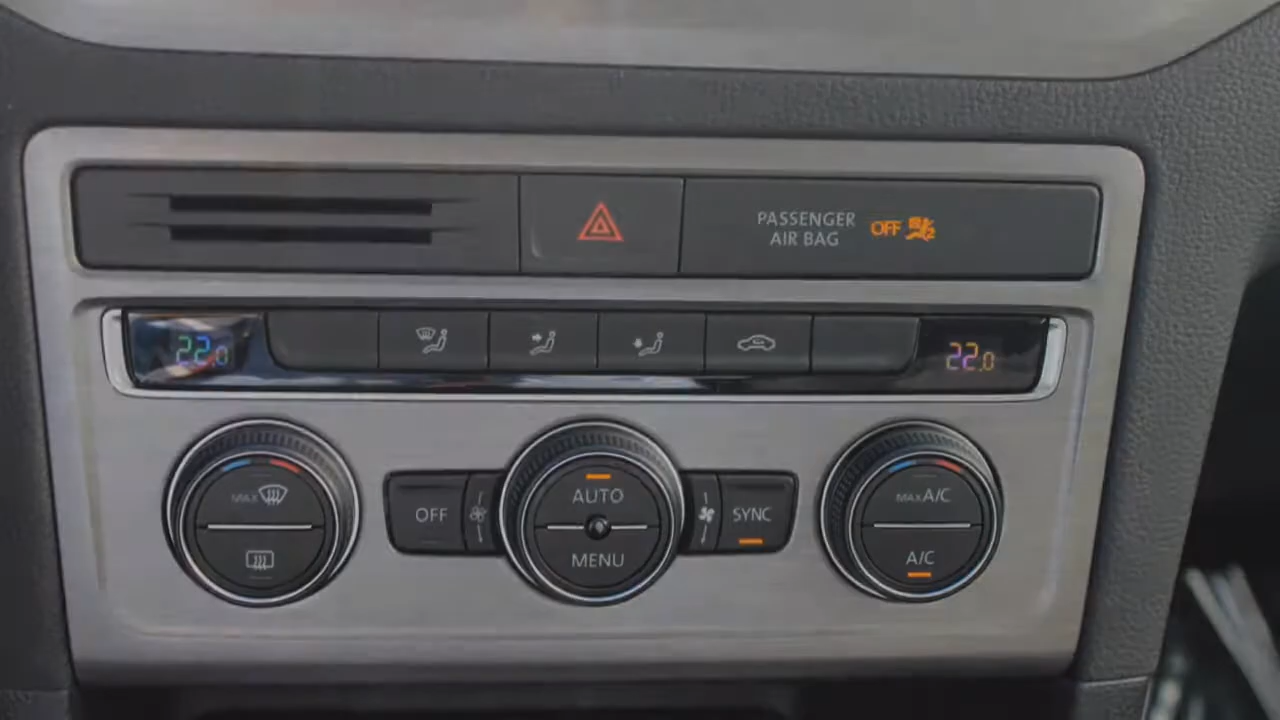 PASSENGER
AIR BAG
OFF
22.0
22.0
MAX
OFF
AUTO
MENU
SYNC
MAX A/C
A/C